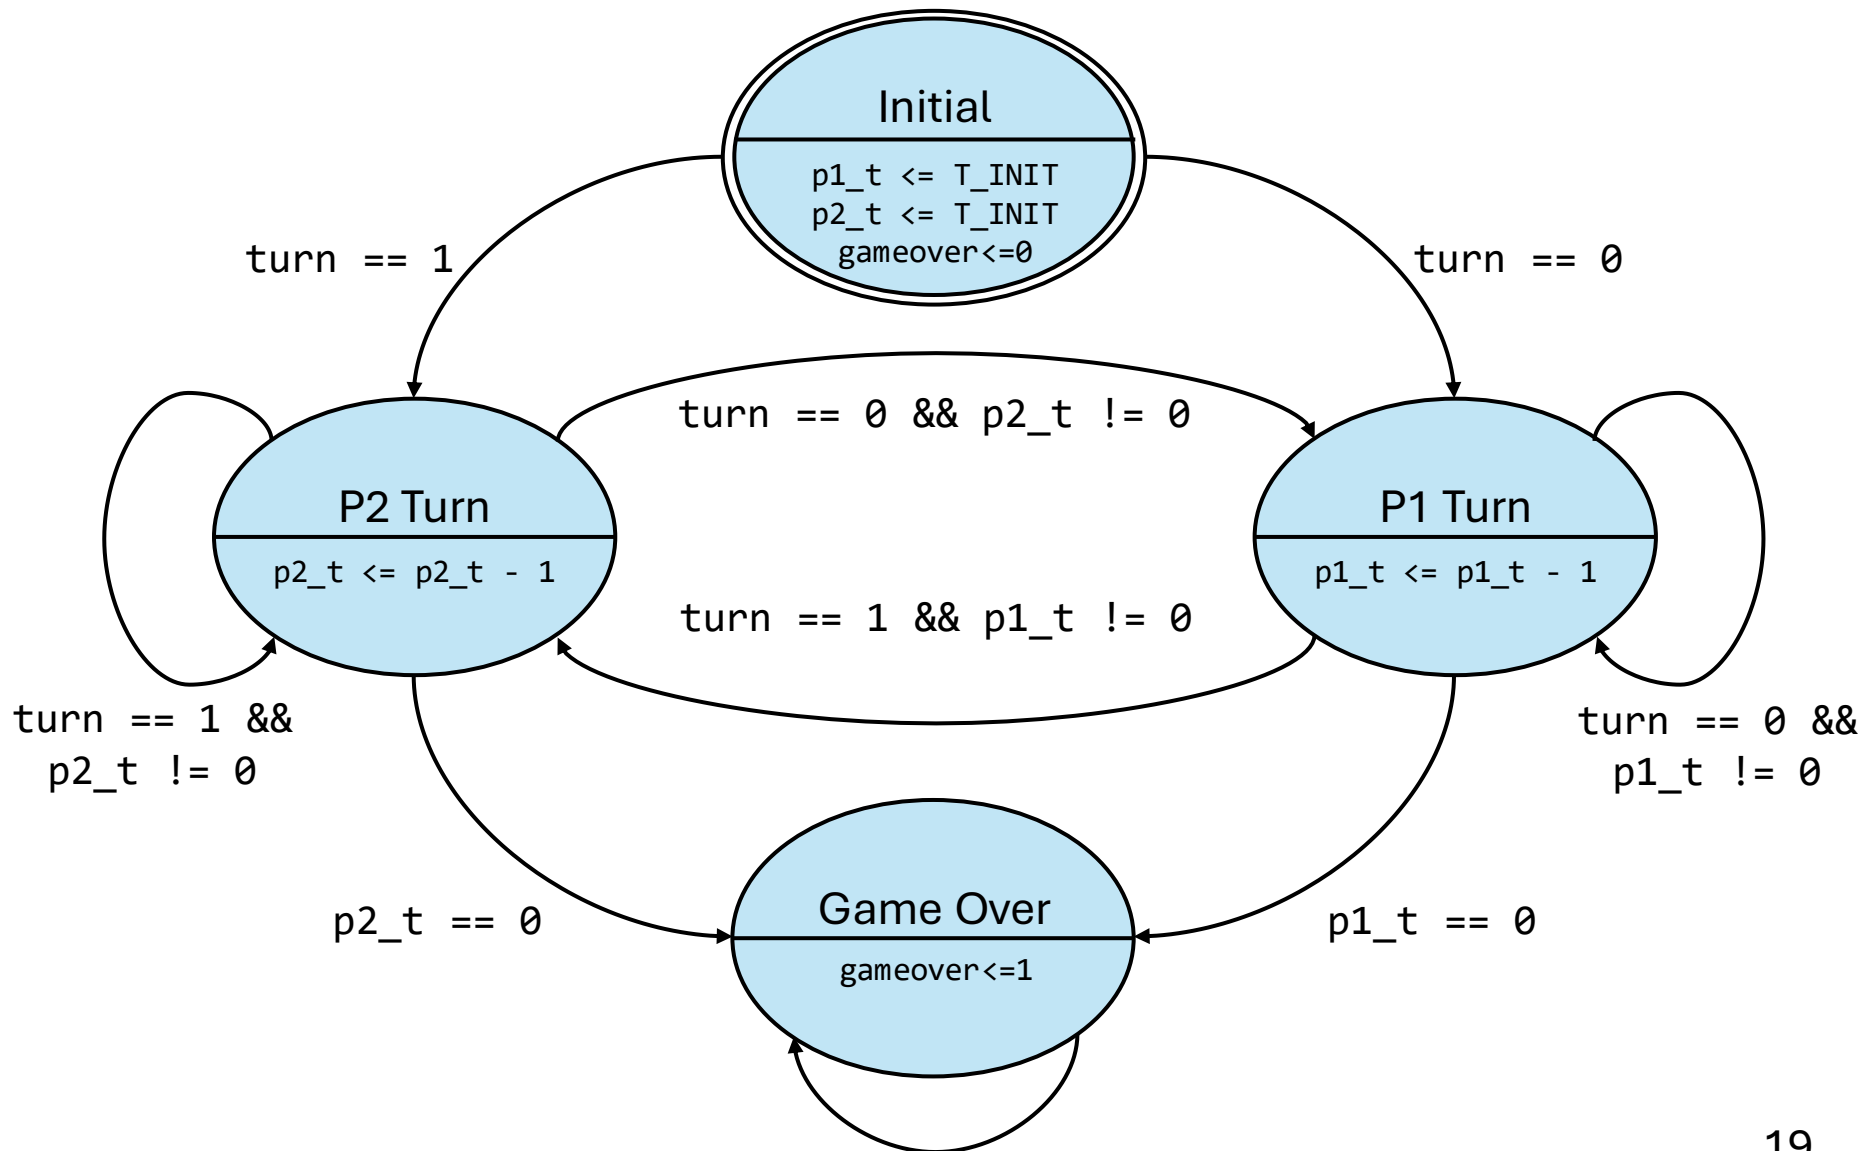 Initial
p1_t <= T_INIT
p2_t <= T_INIT
gameover<=0
turn == 1
turn == 0
turn == 0 && p2_t != 0
P2 Turn
p2_t <= p2_t - 1
P1 Turn
p1_t <= p1_t - 1
turn == 1 && p1_t != 0
turn == 1 &&
p2_t != 0
turn == 0 &&
p1_t != 0
p2_t == 0
p1_t == 0
Game Over
gameover<=1
19